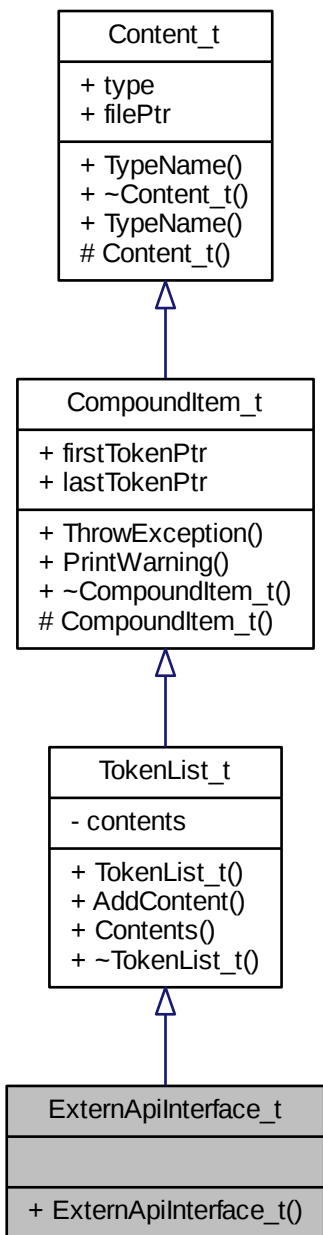 Content_t
+ type
+ filePtr
+ TypeName()
+ ~Content_t()
+ TypeName()
# Content_t()
CompoundItem_t
+ firstTokenPtr
+ lastTokenPtr
+ ThrowException()
+ PrintWarning()
+ ~CompoundItem_t()
# CompoundItem_t()
TokenList_t
- contents
+ TokenList_t()
+ AddContent()
+ Contents()
+ ~TokenList_t()
ExternApiInterface_t
+ ExternApiInterface_t()